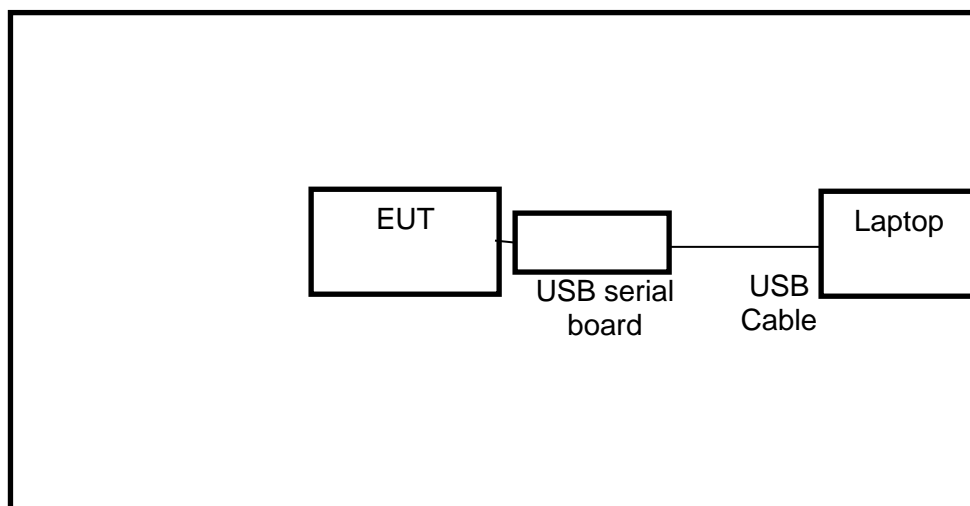 EUT
Laptop
USB serial
board
USB
Cable